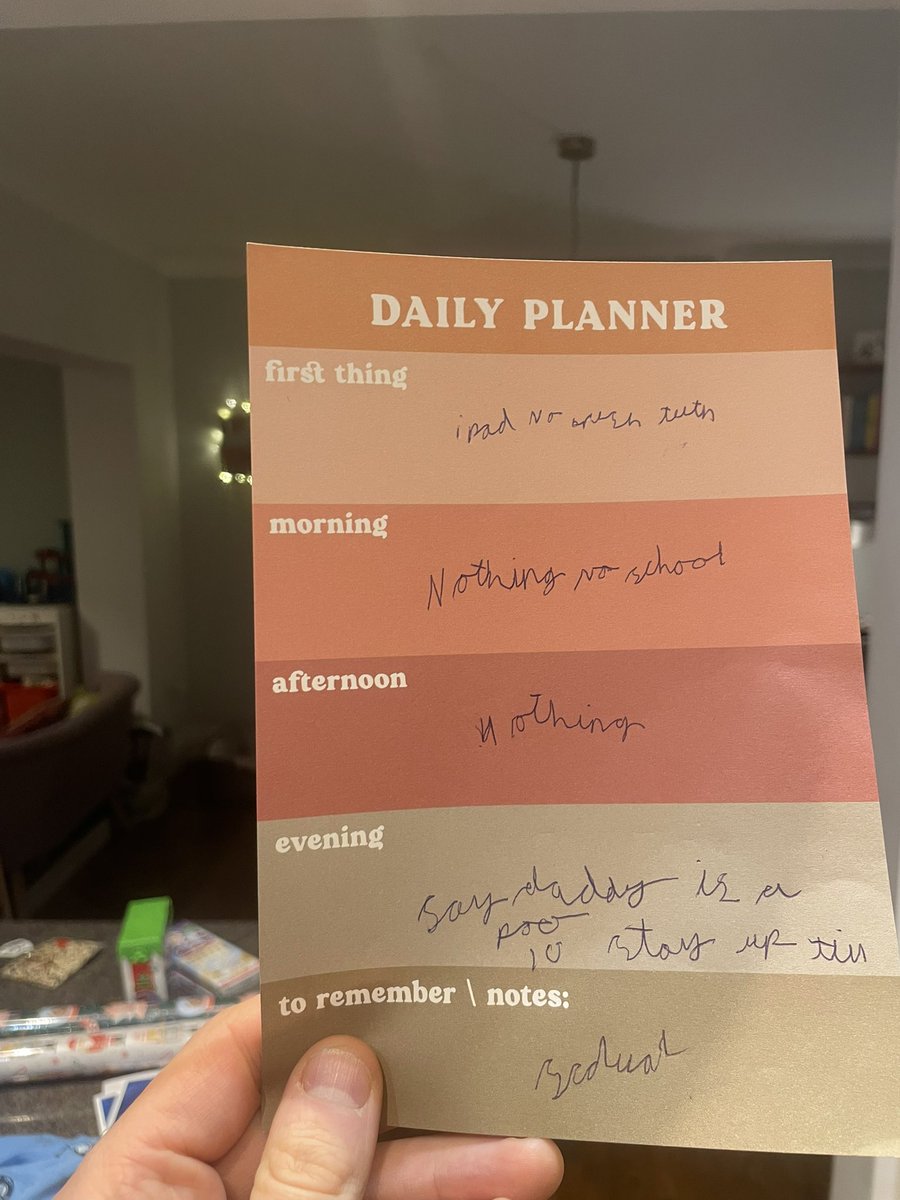 DAILY PLANNER
first thing
ipad no brush teeth
morning
Nothing no school
afternoon
Nothing
evening
Say daddy is a
poo
10 stay up till
to remember \ notes: